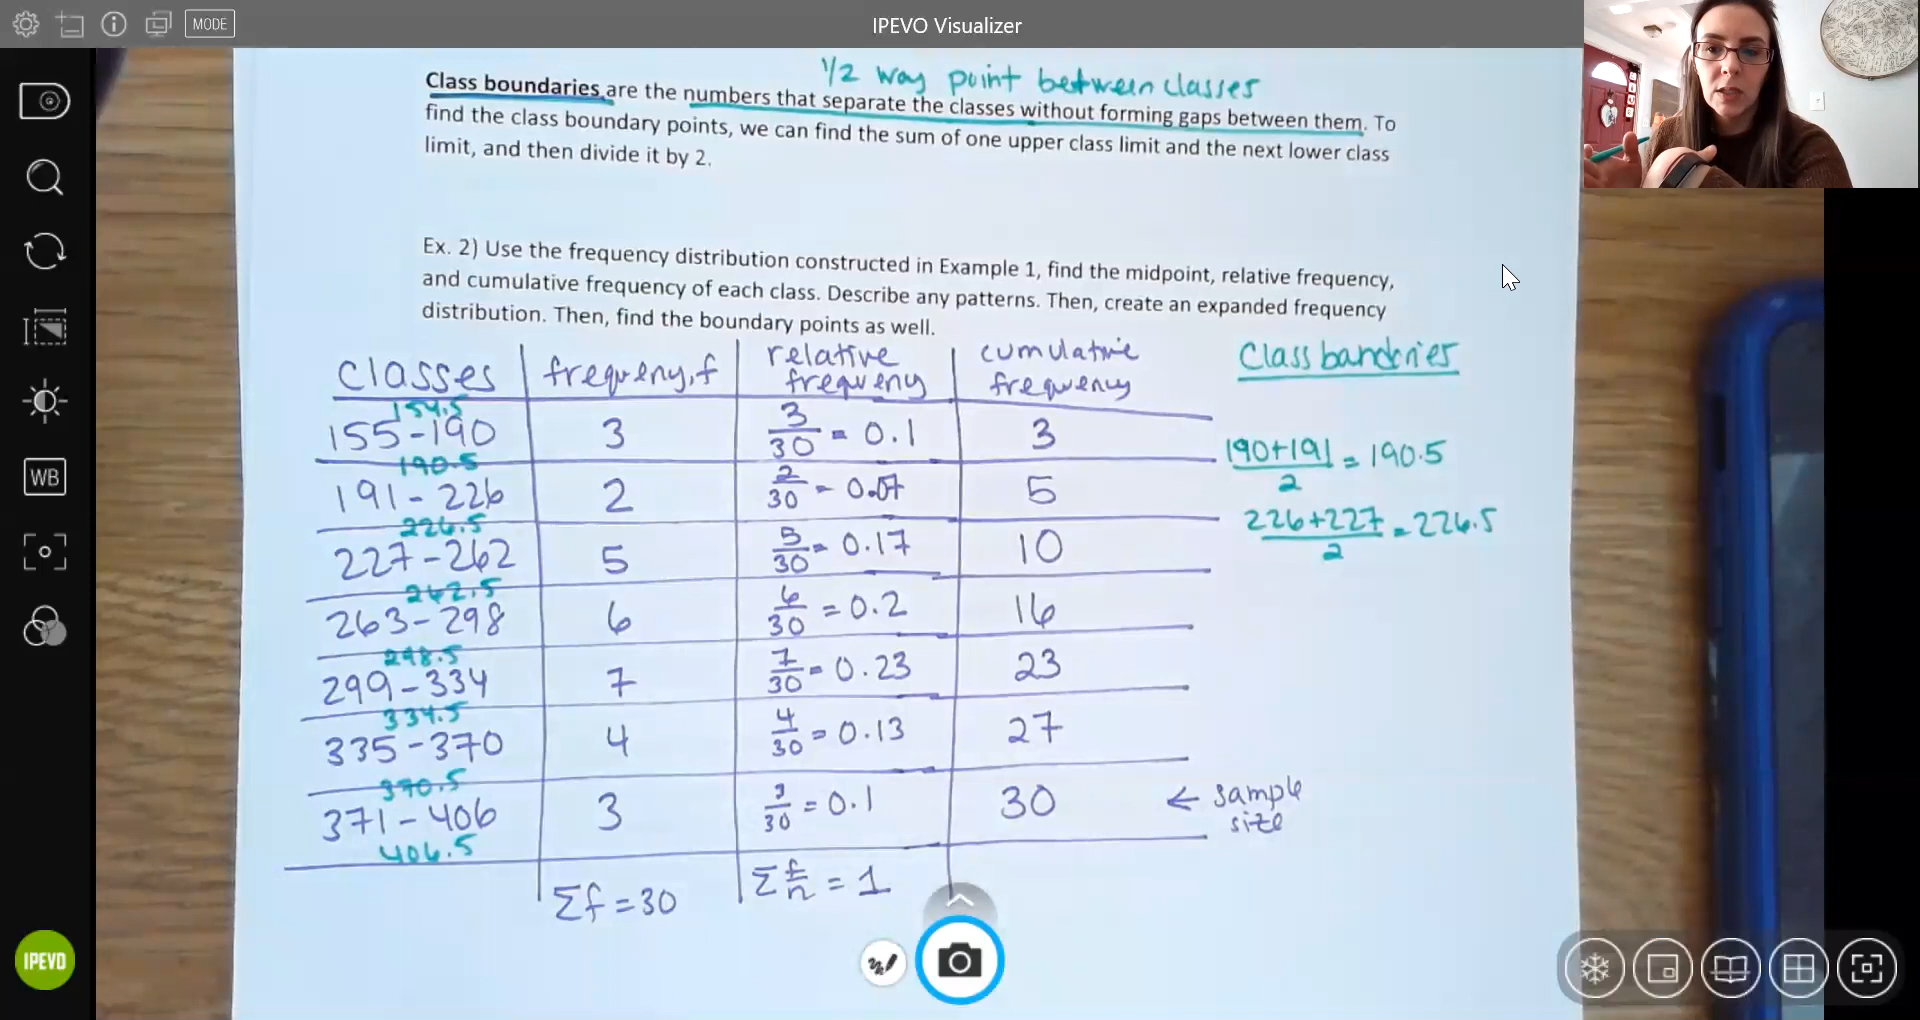 MODE
IPEVO Visualizer
1/2 way point between classes
Class boundaries are the numbers that separate the classes without forming gaps between them. To
find the class boundary points, we can find the sum of one upper class limit and the next lower class
limit, and then divide it by 2.
Ex. 2) Use the frequency distribution constructed in Example 1, find the midpoint, relative frequency,
and cumulative frequency of each class. Describe any patterns. Then, create an expanded frequency
distribution. Then, find the boundary points as well.
classes frequeny, f relative frequeny cumulative frequency Class bandries
154.5
155-190 3 3/30 = 0.1 3
190+191/2 = 190.5
190.5
191-226 2 2/30 = 0.07 5
226+227/2 = 226.5
226.5
227-262 5 5/30 = 0.17 10
262.5
263-298 6 6/30 = 0.2 16
298.5
299-334 7 7/30 = 0.23 23
334.5
335-370 4 4/30 = 0.13 27
370.5
371-406 3 3/30 = 0.1 30 ← sample size
406.5
Σf = 30 Σ f/n = 1
WB
IPEVO